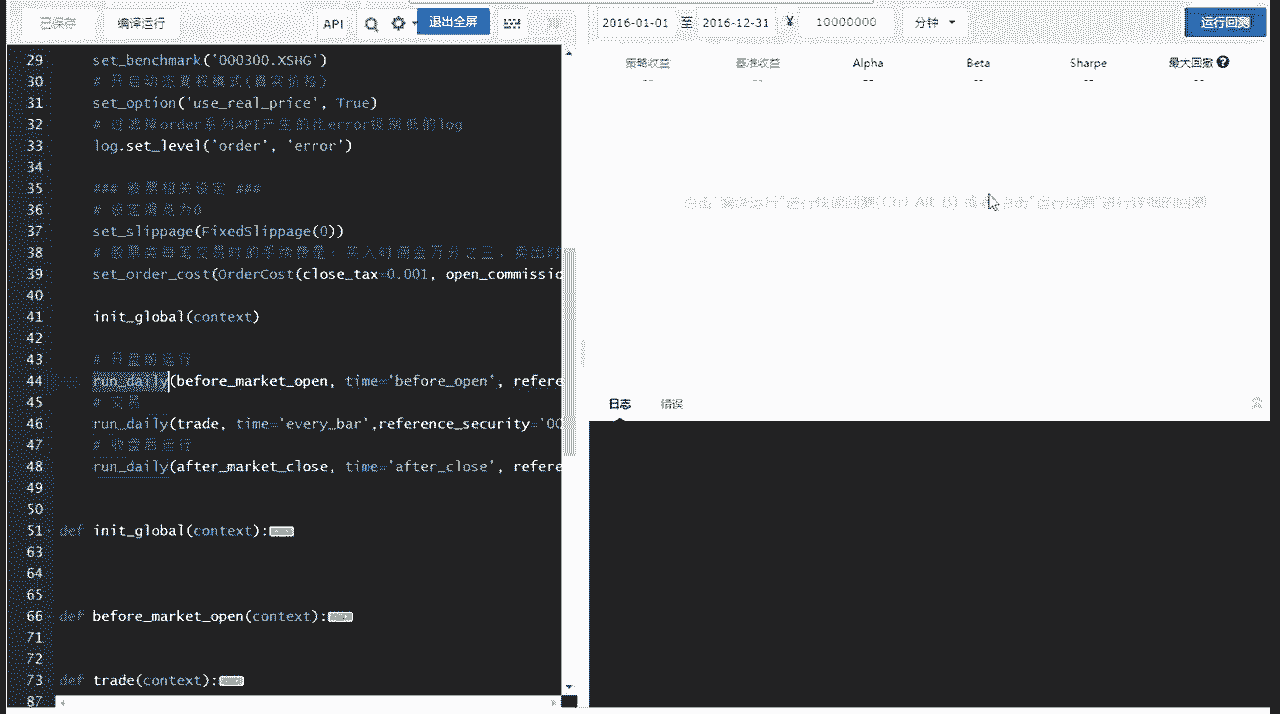 已保存 编译运行 API 退出全屏 2016-01-01 至 2016-12-31 ¥ 10000000 分钟 运行回测
29 set_benchmark('000300.XSHG')
30 # 开启动态复权模式(真实价格)
31 set_option('use_real_price', True)
32 # 过滤掉order系列API产生的比error级别低的log
33 log.set_level('order', 'error')
34
35 ### 股票相关设定 ###
36 # 设定滑点为0
37 set_slippage(FixedSlippage(0))
38 # 股票类每笔交易时的手续费是:买入时佣金万分之三,卖出时
39 set_order_cost(OrderCost(close_tax=0.001, open_commissio
40
41 init_global(context)
42
43 # 开盘前运行
44 run_daily(before_market_open, time='before_open', refere
45 # 交易
46 run_daily(trade, time='every_bar',reference_security='00
47 # 收盘后运行
48 run_daily(after_market_close, time='after_close', refere
49
50
51 def init_global(context):
63
64
65
66 def before_market_open(context):
71
72
73 def trade(context):
87
策略收益 基准收益 Alpha Beta Sharpe 最大回撤
-- -- -- -- -- --
日志 错误